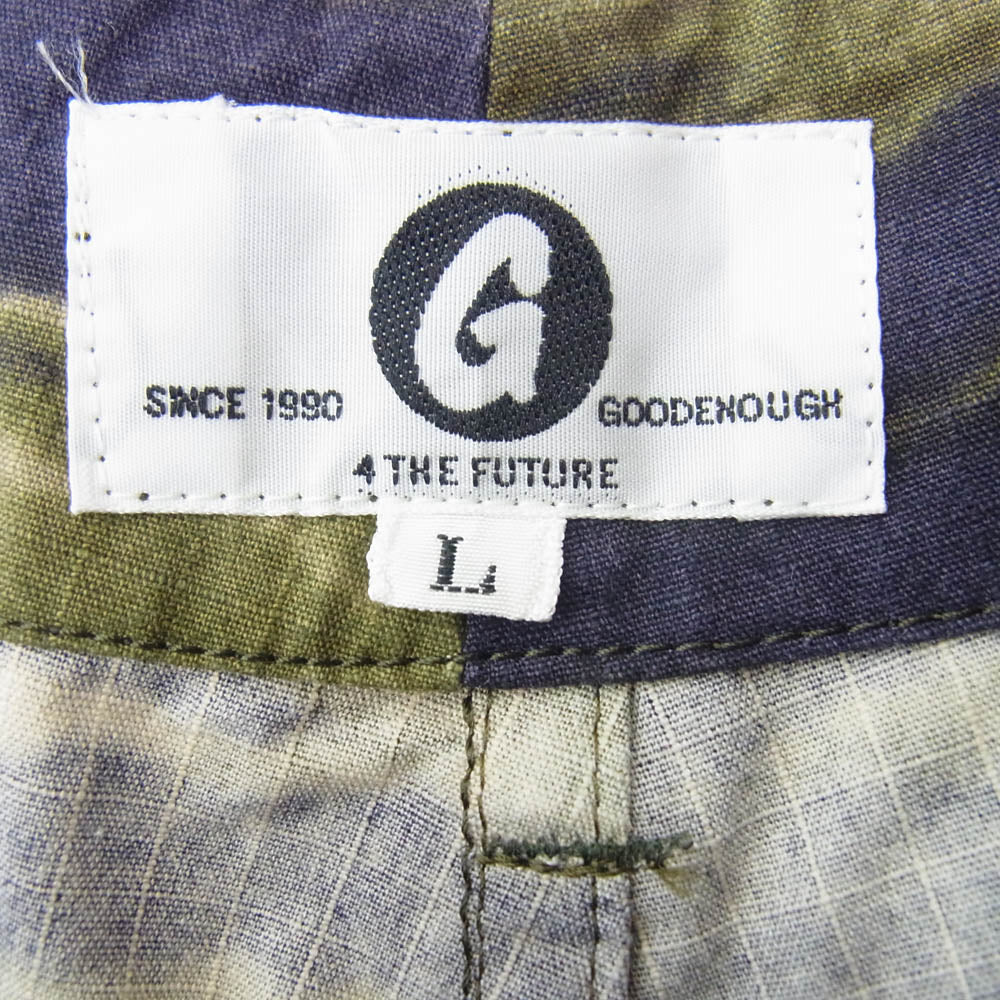 G
SINCE 1990 GOODENOUGH
4 THE FUTURE
L